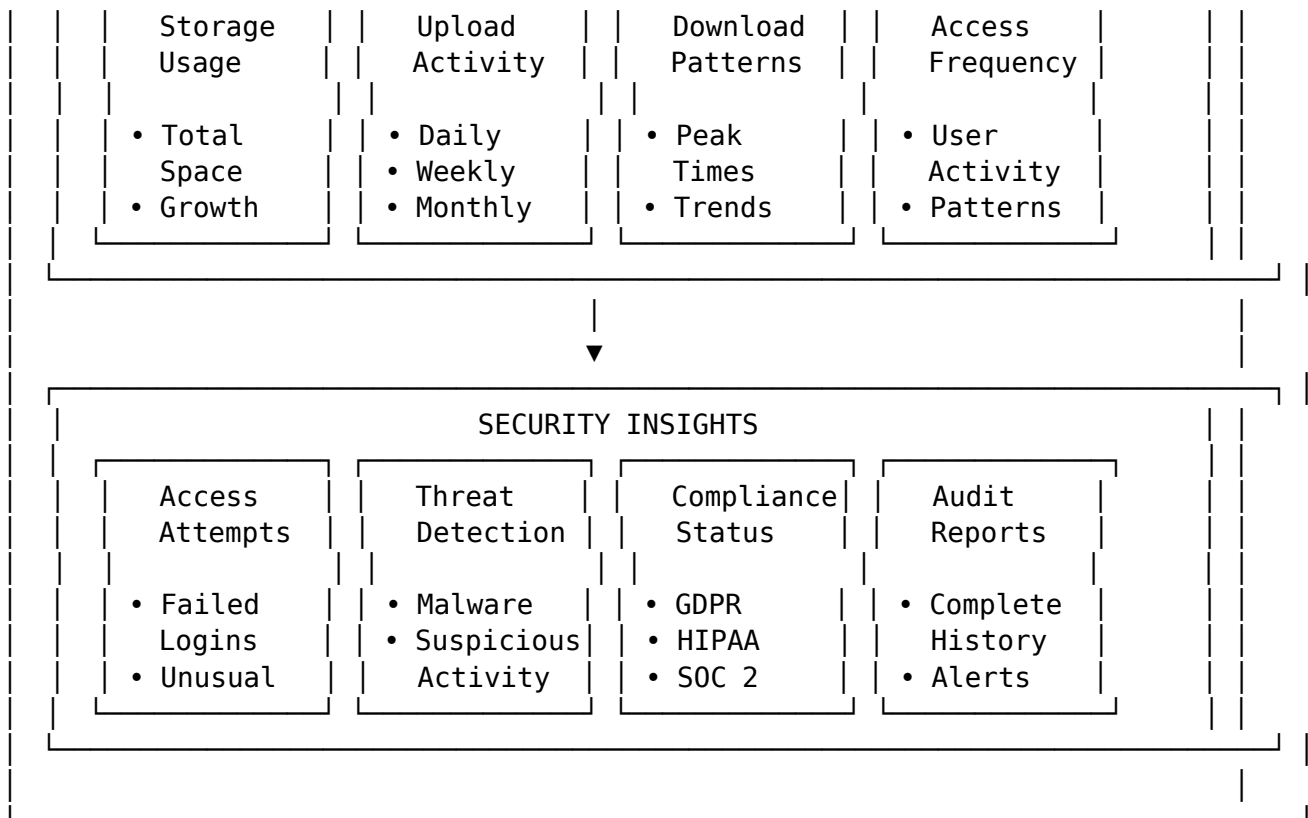 Storage Upload Download Access
Usage Activity Patterns Frequency
• Total • Daily • Peak • User
Space • Weekly Times Activity
• Growth • Monthly • Trends • Patterns
▼
SECURITY INSIGHTS
Access Threat Compliance Audit
Attempts Detection Status Reports
• Failed • Malware • GDPR • Complete
Logins • Suspicious • HIPAA History
• Unusual Activity • SOC 2 • Alerts